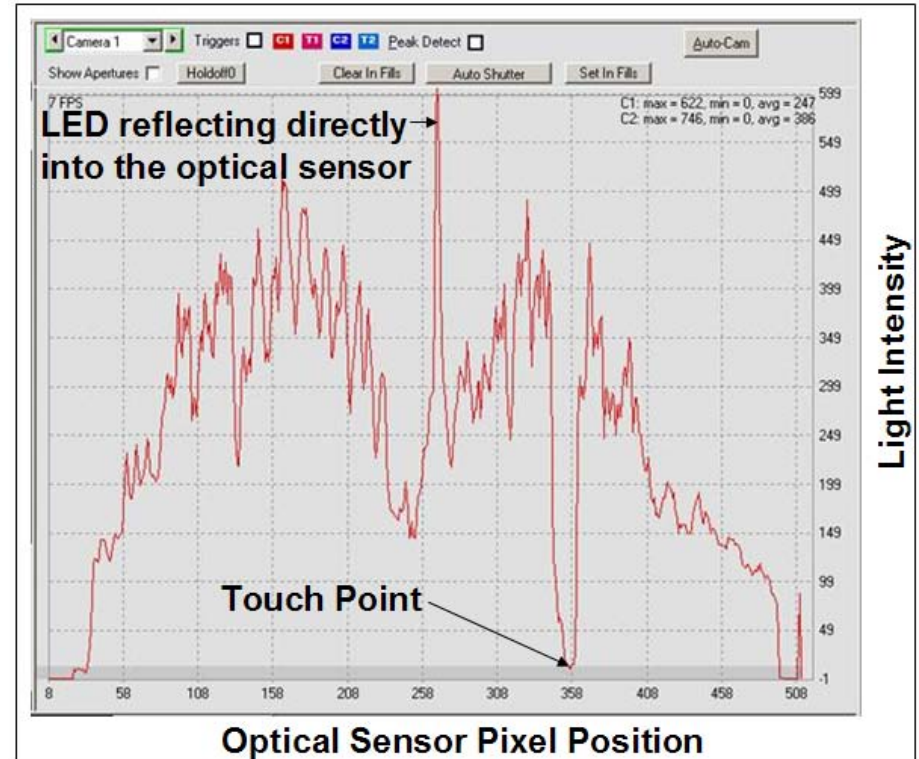 Camera 1 Triggers C1 T1 C2 T2 Peak Detect Auto-Cam
Show Apertures Holdoff0 Clear In Fills Auto Shutter Set In Fills
7 FPS
C1: max = 622, min = 0, avg = 247
C2: max = 746, min = 0, avg = 386
LED reflecting directly
into the optical sensor
599
549
499
449
399
349
299
249
199
149
99
49
-1
Light Intensity
Touch Point
8 58 108 158 208 258 308 358 408 458 508
Optical Sensor Pixel Position